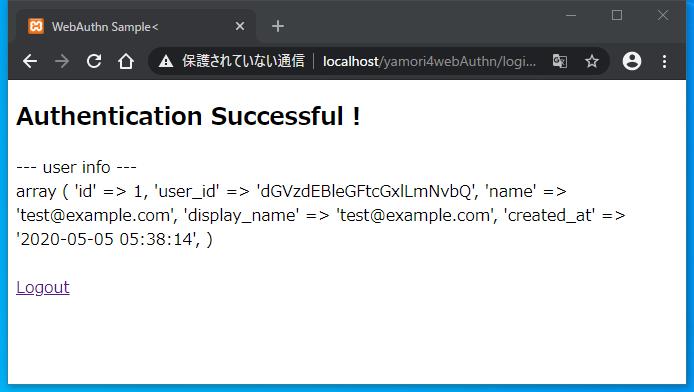 WebAuthn Sample<
保護されていない通信 localhost/yamori4webAuthn/logi...
Authentication Successful !
--- user info ---
array ( 'id' => 1, 'user_id' => 'dGVzdEBleGFtcGxlLmNvbQ', 'name' =>
'test@example.com', 'display_name' => 'test@example.com', 'created_at' =>
'2020-05-05 05:38:14', )
Logout